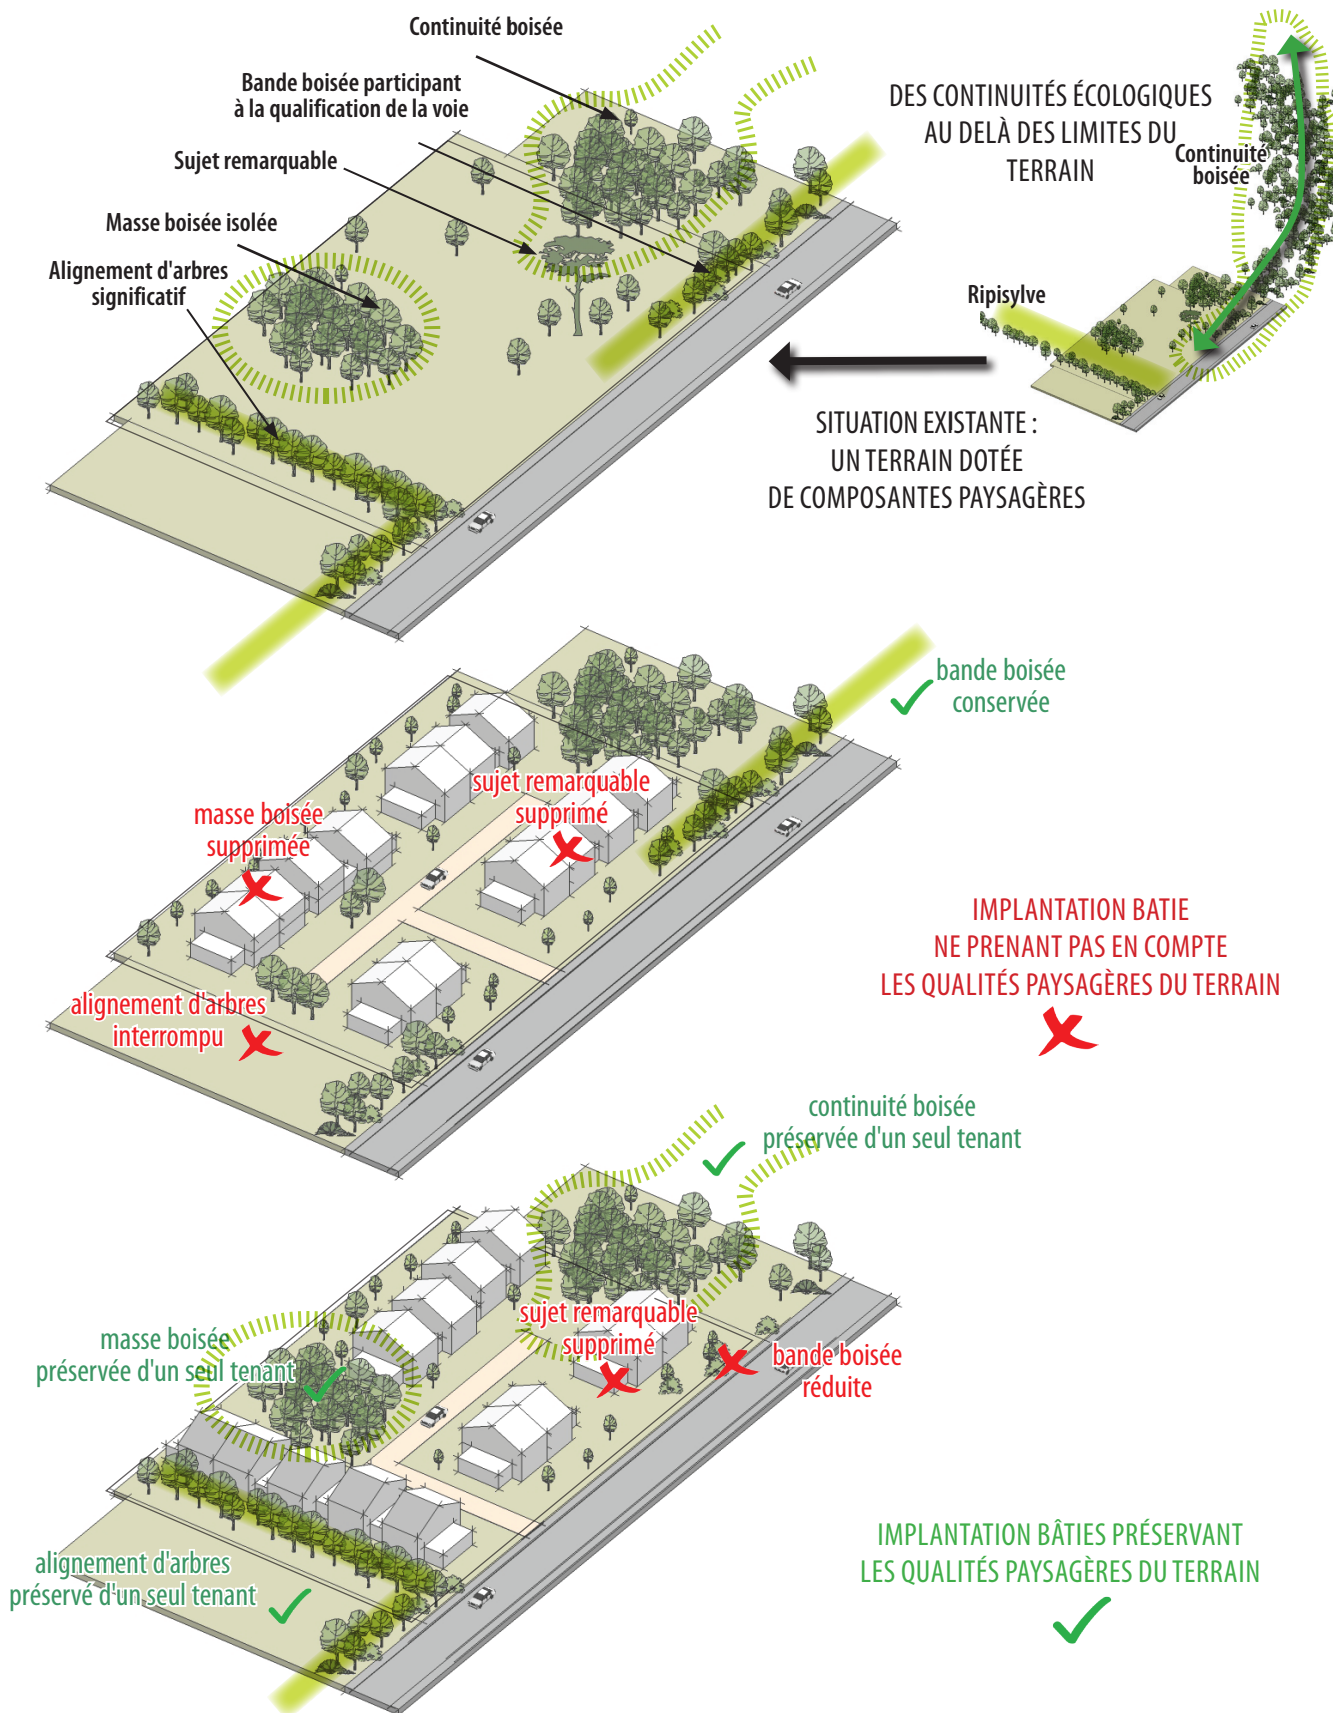 Continuité boisée
Bande boisée participant
à la qualification de la voie
Sujet remarquable
Masse boisée isolée
Alignement d'arbres
significatif
DES CONTINUITÉS ÉCOLOGIQUES
AU DELÀ DES LIMITES DU
TERRAIN
Continuité
boisée
Ripisylve
SITUATION EXISTANTE :
UN TERRAIN DOTÉE
DE COMPOSANTES PAYSAGÈRES
bande boisée
conservée
sujet remarquable
supprimé
masse boisée
supprimée
alignement d'arbres
interrompu
IMPLANTATION BATIE
NE PRENANT PAS EN COMPTE
LES QUALITÉS PAYSAGÈRES DU TERRAIN
continuité boisée
préservée d'un seul tenant
sujet remarquable
supprimé
masse boisée
préservée d'un seul tenant
bande boisée
réduite
alignement d'arbres
préservé d'un seul tenant
IMPLANTATION BÂTIES PRÉSERVANT
LES QUALITÉS PAYSAGÈRES DU TERRAIN